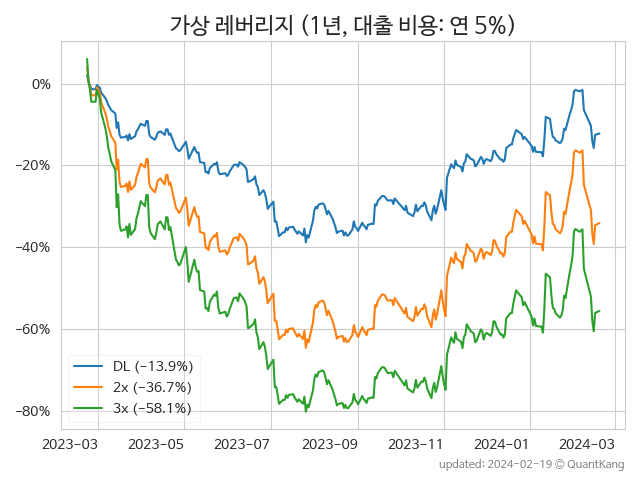 가상 레버리지 (1년, 대출 비용: 연 5%)
0%
−20%
−40%
−60%
−80%
DL (−13.9%)
2x (−36.7%)
3x (−58.1%)
2023-03 2023-05 2023-07 2023-09 2023-11 2024-01 2024-03
updated: 2024-02-19 © QuantKang